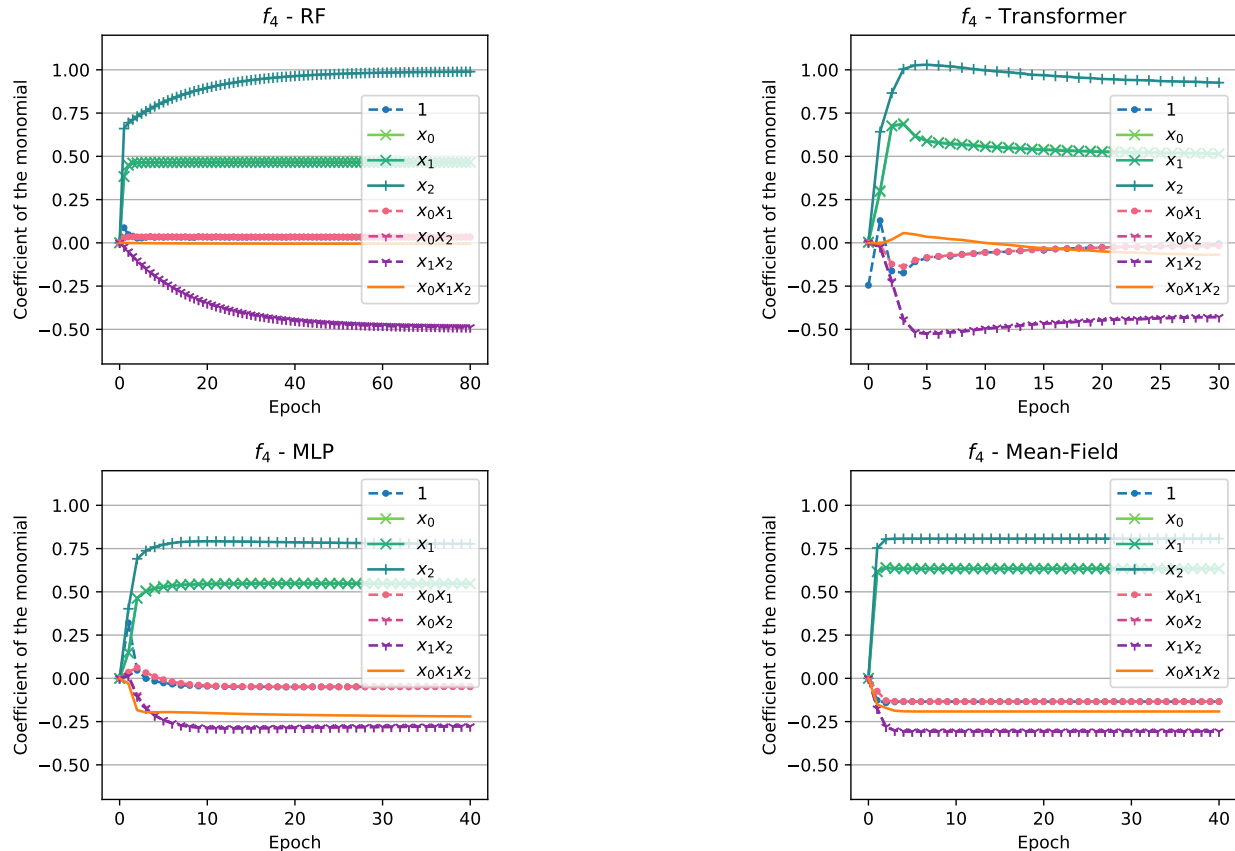 f₄ - RF
Coefficient of the monomial
1.00
0.75
0.50
0.25
0.00
−0.25
−0.50
1
x₀
x₁
x₂
x₀x₁
x₀x₂
x₁x₂
x₀x₁x₂
0 20 40 60 80
Epoch
f₄ - Transformer
Coefficient of the monomial
1.00
0.75
0.50
0.25
0.00
−0.25
−0.50
1
x₀
x₁
x₂
x₀x₁
x₀x₂
x₁x₂
x₀x₁x₂
0 5 10 15 20 25 30
Epoch
f₄ - MLP
Coefficient of the monomial
1.00
0.75
0.50
0.25
0.00
−0.25
−0.50
1
x₀
x₁
x₂
x₀x₁
x₀x₂
x₁x₂
x₀x₁x₂
0 10 20 30 40
Epoch
f₄ - Mean-Field
Coefficient of the monomial
1.00
0.75
0.50
0.25
0.00
−0.25
−0.50
1
x₀
x₁
x₂
x₀x₁
x₀x₂
x₁x₂
x₀x₁x₂
0 10 20 30 40
Epoch